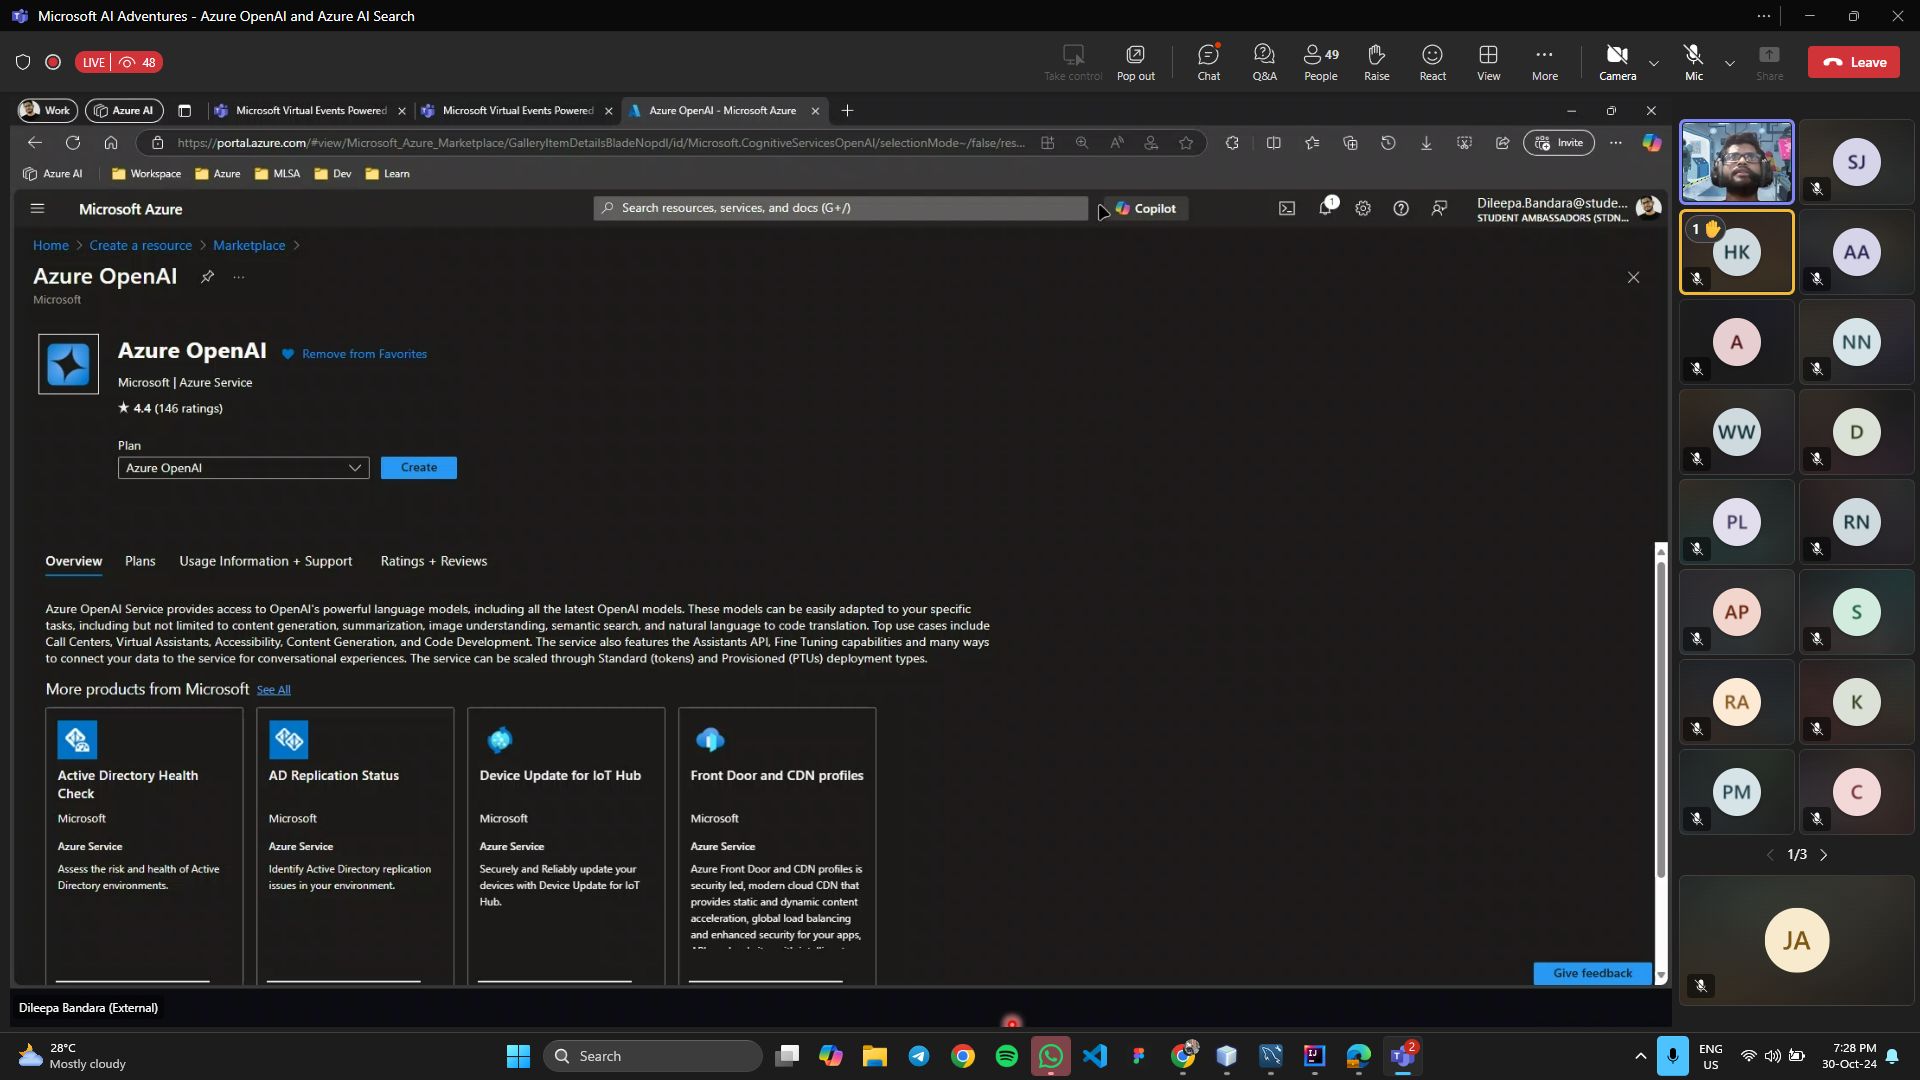 Microsoft AI Adventures - Azure OpenAI and Azure AI Search
LIVE 48
Take control
Pop out
Chat
Q&A
49
People
Raise
React
View
More
Camera
Mic
Share
Leave
Work
Azure AI
Microsoft Virtual Events Powered
Microsoft Virtual Events Powered
Azure OpenAI - Microsoft Azure
https://portal.azure.com/#view/Microsoft_Azure_Marketplace/GalleryItemDetailsBladeNopdl/id/Microsoft.CognitiveServicesOpenAI/selectionMode~/false/res...
Invite
Azure AI
Workspace
Azure
MLSA
Dev
Learn
Microsoft Azure
Search resources, services, and docs (G+/)
Copilot
1
Dileepa.Bandara@stude...
STUDENT AMBASSADORS (STDN...
Home > Create a resource > Marketplace >
Azure OpenAI
...
Microsoft
Azure OpenAI
Remove from Favorites
Microsoft | Azure Service
★ 4.4 (146 ratings)
Plan
Azure OpenAI
Create
Overview
Plans
Usage Information + Support
Ratings + Reviews
Azure OpenAI Service provides access to OpenAI's powerful language models, including all the latest OpenAI models. These models can be easily adapted to your specific
tasks, including but not limited to content generation, summarization, image understanding, semantic search, and natural language to code translation. Top use cases include
Call Centers, Virtual Assistants, Accessibility, Content Generation, and Code Development. The service also features the Assistants API, Fine Tuning capabilities and many ways
to connect your data to the service for conversational experiences. The service can be scaled through Standard (tokens) and Provisioned (PTUs) deployment types.
More products from Microsoft See All
Active Directory Health
Check
Microsoft
Azure Service
Assess the risk and health of Active
Directory environments.
AD Replication Status
Microsoft
Azure Service
Identify Active Directory replication
issues in your environment.
Device Update for IoT Hub
Microsoft
Azure Service
Securely and Reliably update your
devices with Device Update for IoT
Hub.
Front Door and CDN profiles
Microsoft
Azure Service
Azure Front Door and CDN profiles is
security led, modern cloud CDN that
provides static and dynamic content
acceleration, global load balancing
and enhanced security for your apps,
Give feedback
Dileepa Bandara (External)
SJ
1
HK
AA
A
NN
WW
D
PL
RN
AP
S
RA
K
PM
C
1/3
JA
28°C
Mostly cloudy
Search
2
ENG
US
7:28 PM
30-Oct-24